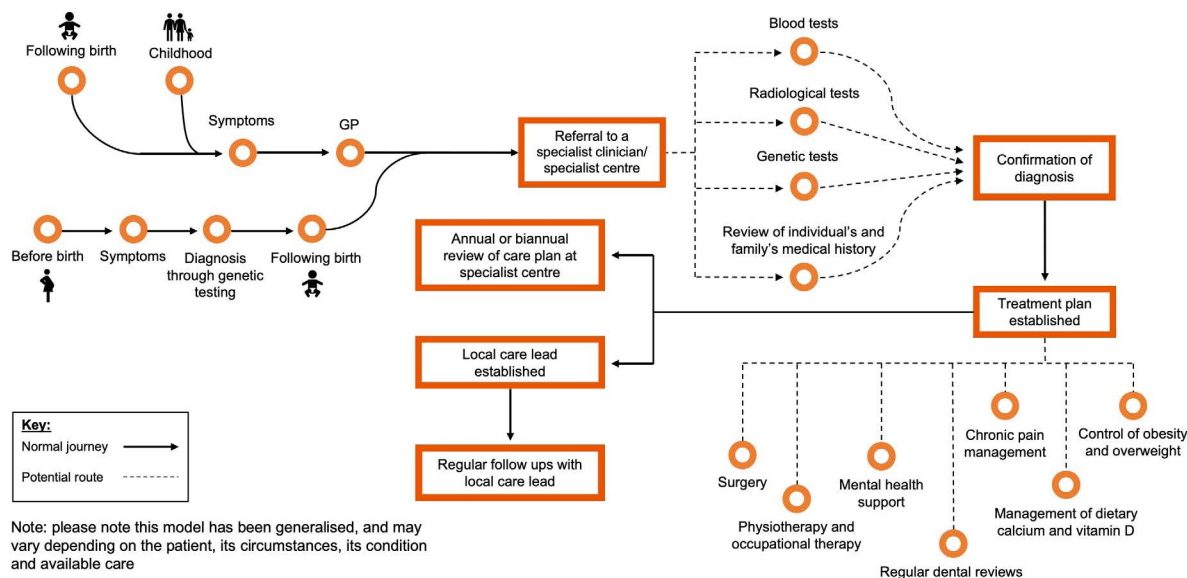 Following birth
Childhood
Symptoms
GP
Before birth
Symptoms
Diagnosis
through genetic
testing
Following birth
Referral to a
specialist clinician/
specialist centre
Blood tests
Radiological tests
Genetic tests
Review of individual's and
family's medical history
Confirmation of
diagnosis
Treatment plan
established
Annual or biannual
review of care plan at
specialist centre
Local care lead
established
Regular follow ups with
local care lead
Surgery
Physiotherapy and
occupational therapy
Mental health
support
Regular dental reviews
Chronic pain
management
Management of dietary
calcium and vitamin D
Control of obesity
and overweight
Key:
Normal journey
Potential route
Note: please note this model has been generalised, and may
vary depending on the patient, its circumstances, its condition
and available care